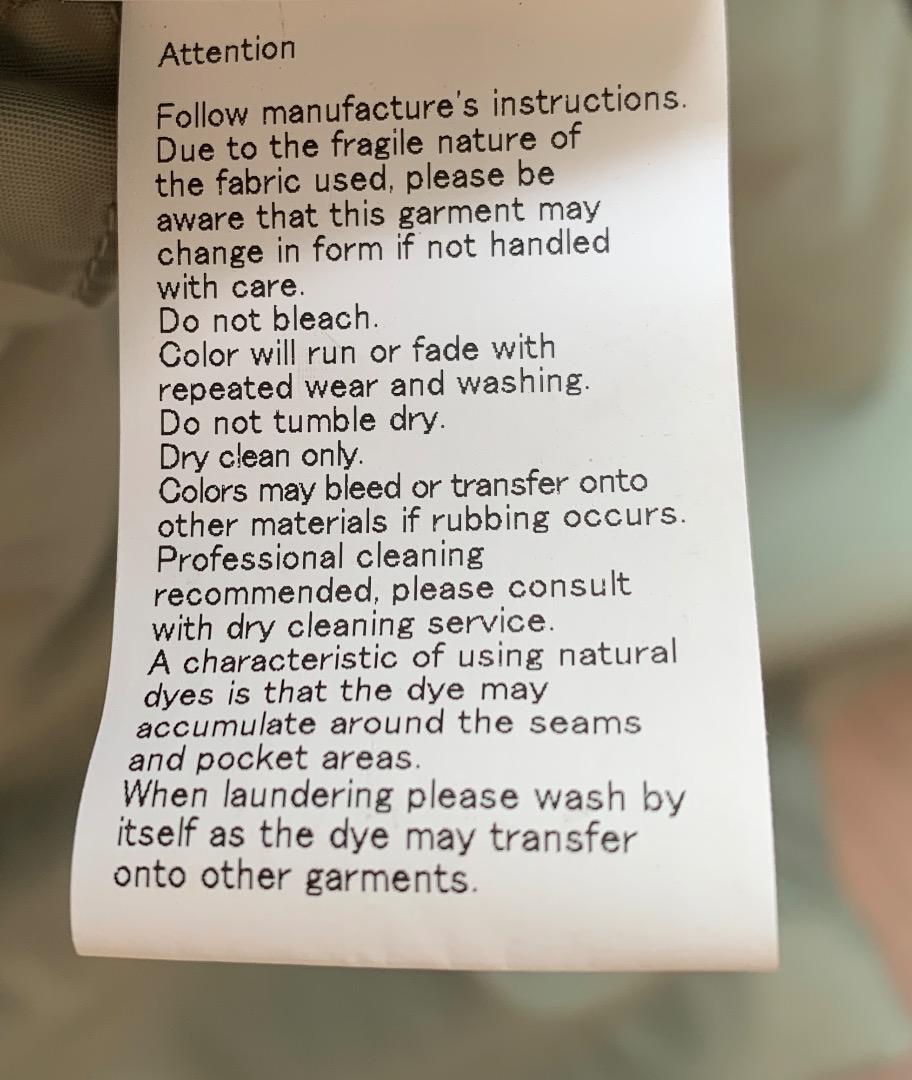 Attention
Follow manufacture's instructions.
Due to the fragile nature of
the fabric used, please be
aware that this garment may
change in form if not handled
with care.
Do not bleach.
Color will run or fade with
repeated wear and washing.
Do not tumble dry.
Dry clean only.
Colors may bleed or transfer onto
other materials if rubbing occurs.
Professional cleaning
recommended, please consult
with dry cleaning service.
A characteristic of using natural
dyes is that the dye may
accumulate around the seams
and pocket areas.
When laundering please wash by
itself as the dye may transfer
onto other garments.